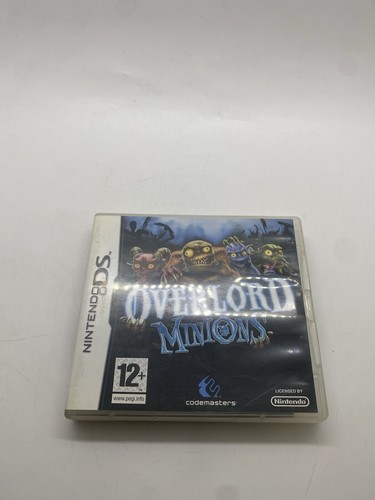 NINTENDO DS
OVERLORD
MINIONS
12+
www.pegi.info
codemasters
LICENSED BY
Nintendo